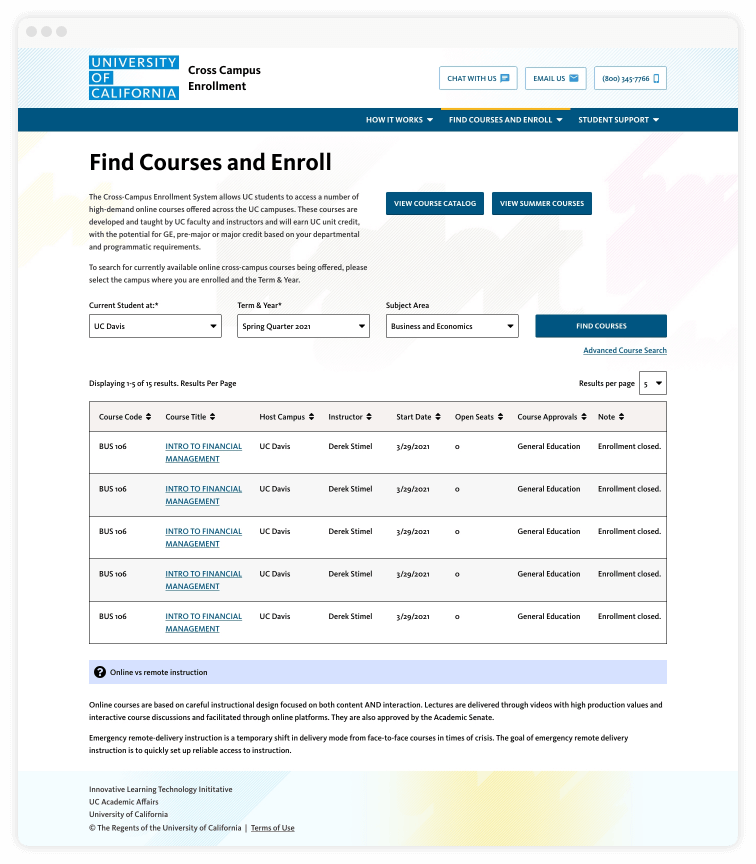 UNIVERSITY
OF
CALIFORNIA
Cross Campus
Enrollment
CHAT WITH US
EMAIL US
(800) 345-7766
HOW IT WORKS
FIND COURSES AND ENROLL
STUDENT SUPPORT
Find Courses and Enroll
The Cross-Campus Enrollment System allows UC students to access a number of
high-demand online courses offered across the UC campuses. These courses are
developed and taught by UC faculty and instructors and will earn UC unit credit,
with the potential for GE, pre-major or major credit based on your departmental
and programmatic requirements.
VIEW COURSE CATALOG
VIEW SUMMER COURSES
To search for currently available online cross-campus courses being offered, please
select the campus where you are enrolled and the Term & Year.
Current Student at:*
Term & Year*
Subject Area
UC Davis
Spring Quarter 2021
Business and Economics
FIND COURSES
Advanced Course Search
Displaying 1-5 of 15 results. Results Per Page
Results per page 5
Course Code Course Title Host Campus Instructor Start Date Open Seats Course Approvals Note
BUS 106 INTRO TO FINANCIAL UC Davis Derek Stimel 3/29/2021 0 General Education Enrollment closed.
MANAGEMENT
BUS 106 INTRO TO FINANCIAL UC Davis Derek Stimel 3/29/2021 0 General Education Enrollment closed.
MANAGEMENT
BUS 106 INTRO TO FINANCIAL UC Davis Derek Stimel 3/29/2021 0 General Education Enrollment closed.
MANAGEMENT
BUS 106 INTRO TO FINANCIAL UC Davis Derek Stimel 3/29/2021 0 General Education Enrollment closed.
MANAGEMENT
BUS 106 INTRO TO FINANCIAL UC Davis Derek Stimel 3/29/2021 0 General Education Enrollment closed.
MANAGEMENT
? Online vs remote instruction
Online courses are based on careful instructional design focused on both content AND interaction. Lectures are delivered through videos with high production values and
interactive course discussions and facilitated through online platforms. They are also approved by the Academic Senate.
Emergency remote-delivery instruction is a temporary shift in delivery mode from face-to-face courses in times of crisis. The goal of emergency remote delivery
instruction is to quickly set up reliable access to instruction.
Innovative Learning Technology Inititative
UC Academic Affairs
University of California
© The Regents of the University of California | Terms of Use